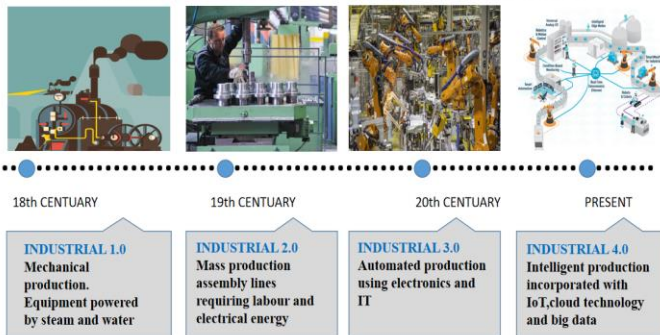 18th CENTUARY
19th CENTUARY
20th CENTUARY
PRESENT
INDUSTRIAL 1.0
Mechanical
production.
Equipment powered
by steam and water
INDUSTRIAL 2.0
Mass production
assembly lines
requiring labour and
electrical energy
INDUSTRIAL 3.0
Automated production
using electronics and
IT
INDUSTRIAL 4.0
Intelligent production
incorporated with
IoT,cloud technology
and big data